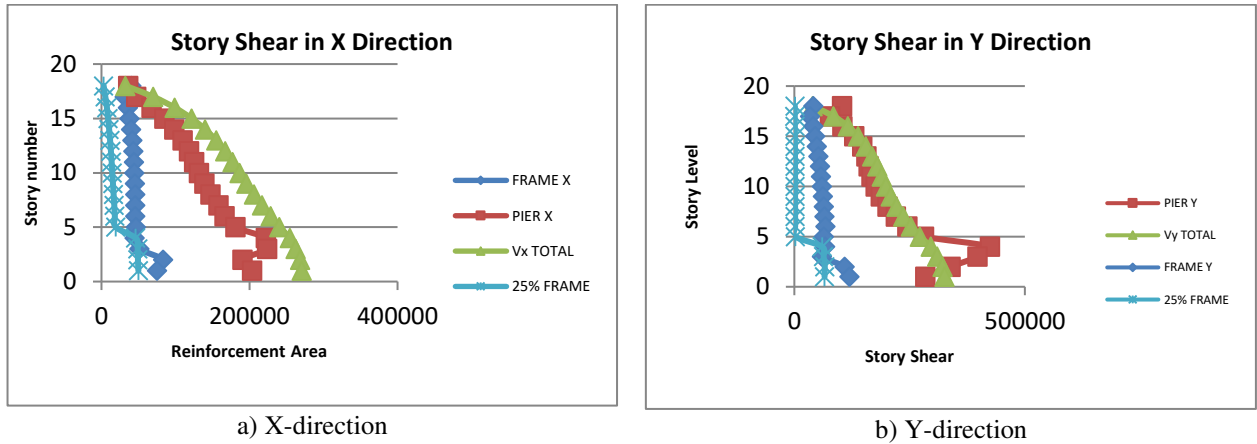 Story Shear in X Direction
Story number
20
15
10
5
0
0
200000
400000
Reinforcement Area
FRAME X
PIER X
Vx TOTAL
25% FRAME
a) X-direction
Story Shear in Y Direction
Story Level
20
15
10
5
0
0
500000
Story Shear
PIER Y
Vy TOTAL
FRAME Y
25% FRAME
b) Y-direction